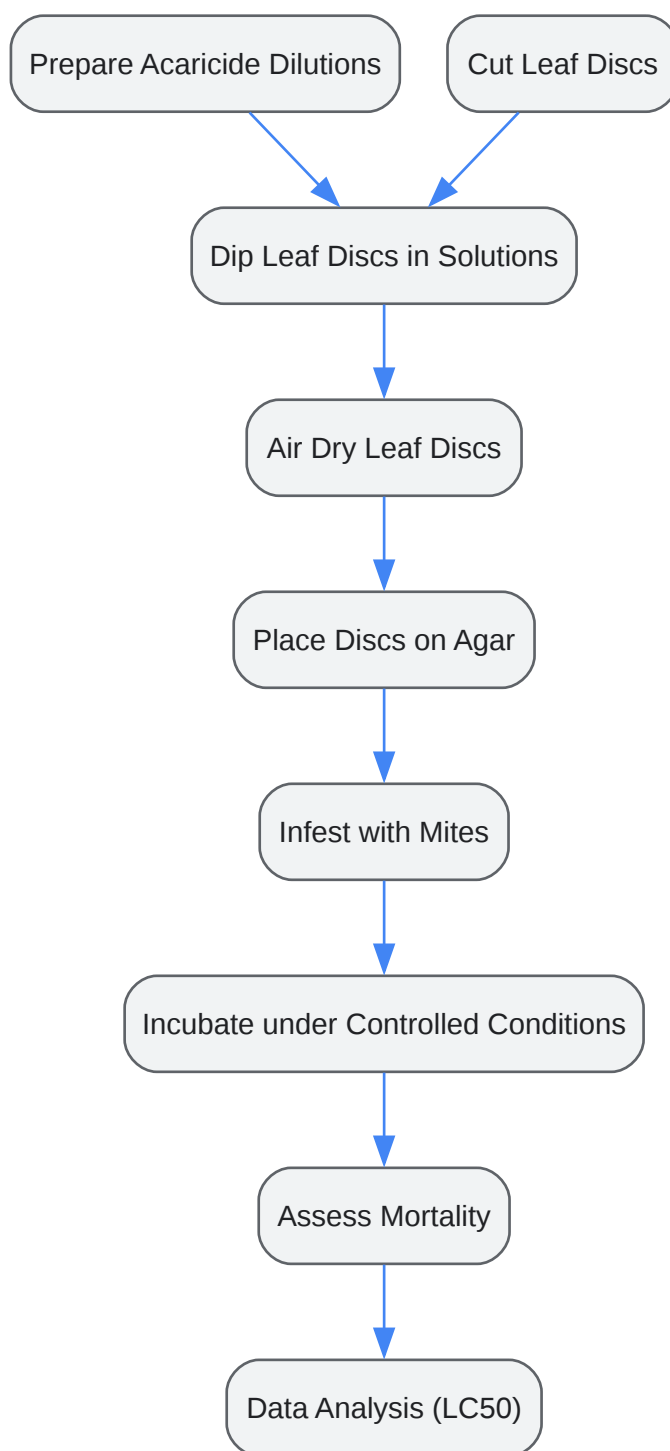 Prepare Acaricide Dilutions
Cut Leaf Discs
Dip Leaf Discs in Solutions
Air Dry Leaf Discs
Place Discs on Agar
Infest with Mites
Incubate under Controlled Conditions
Assess Mortality
Data Analysis (LC50)